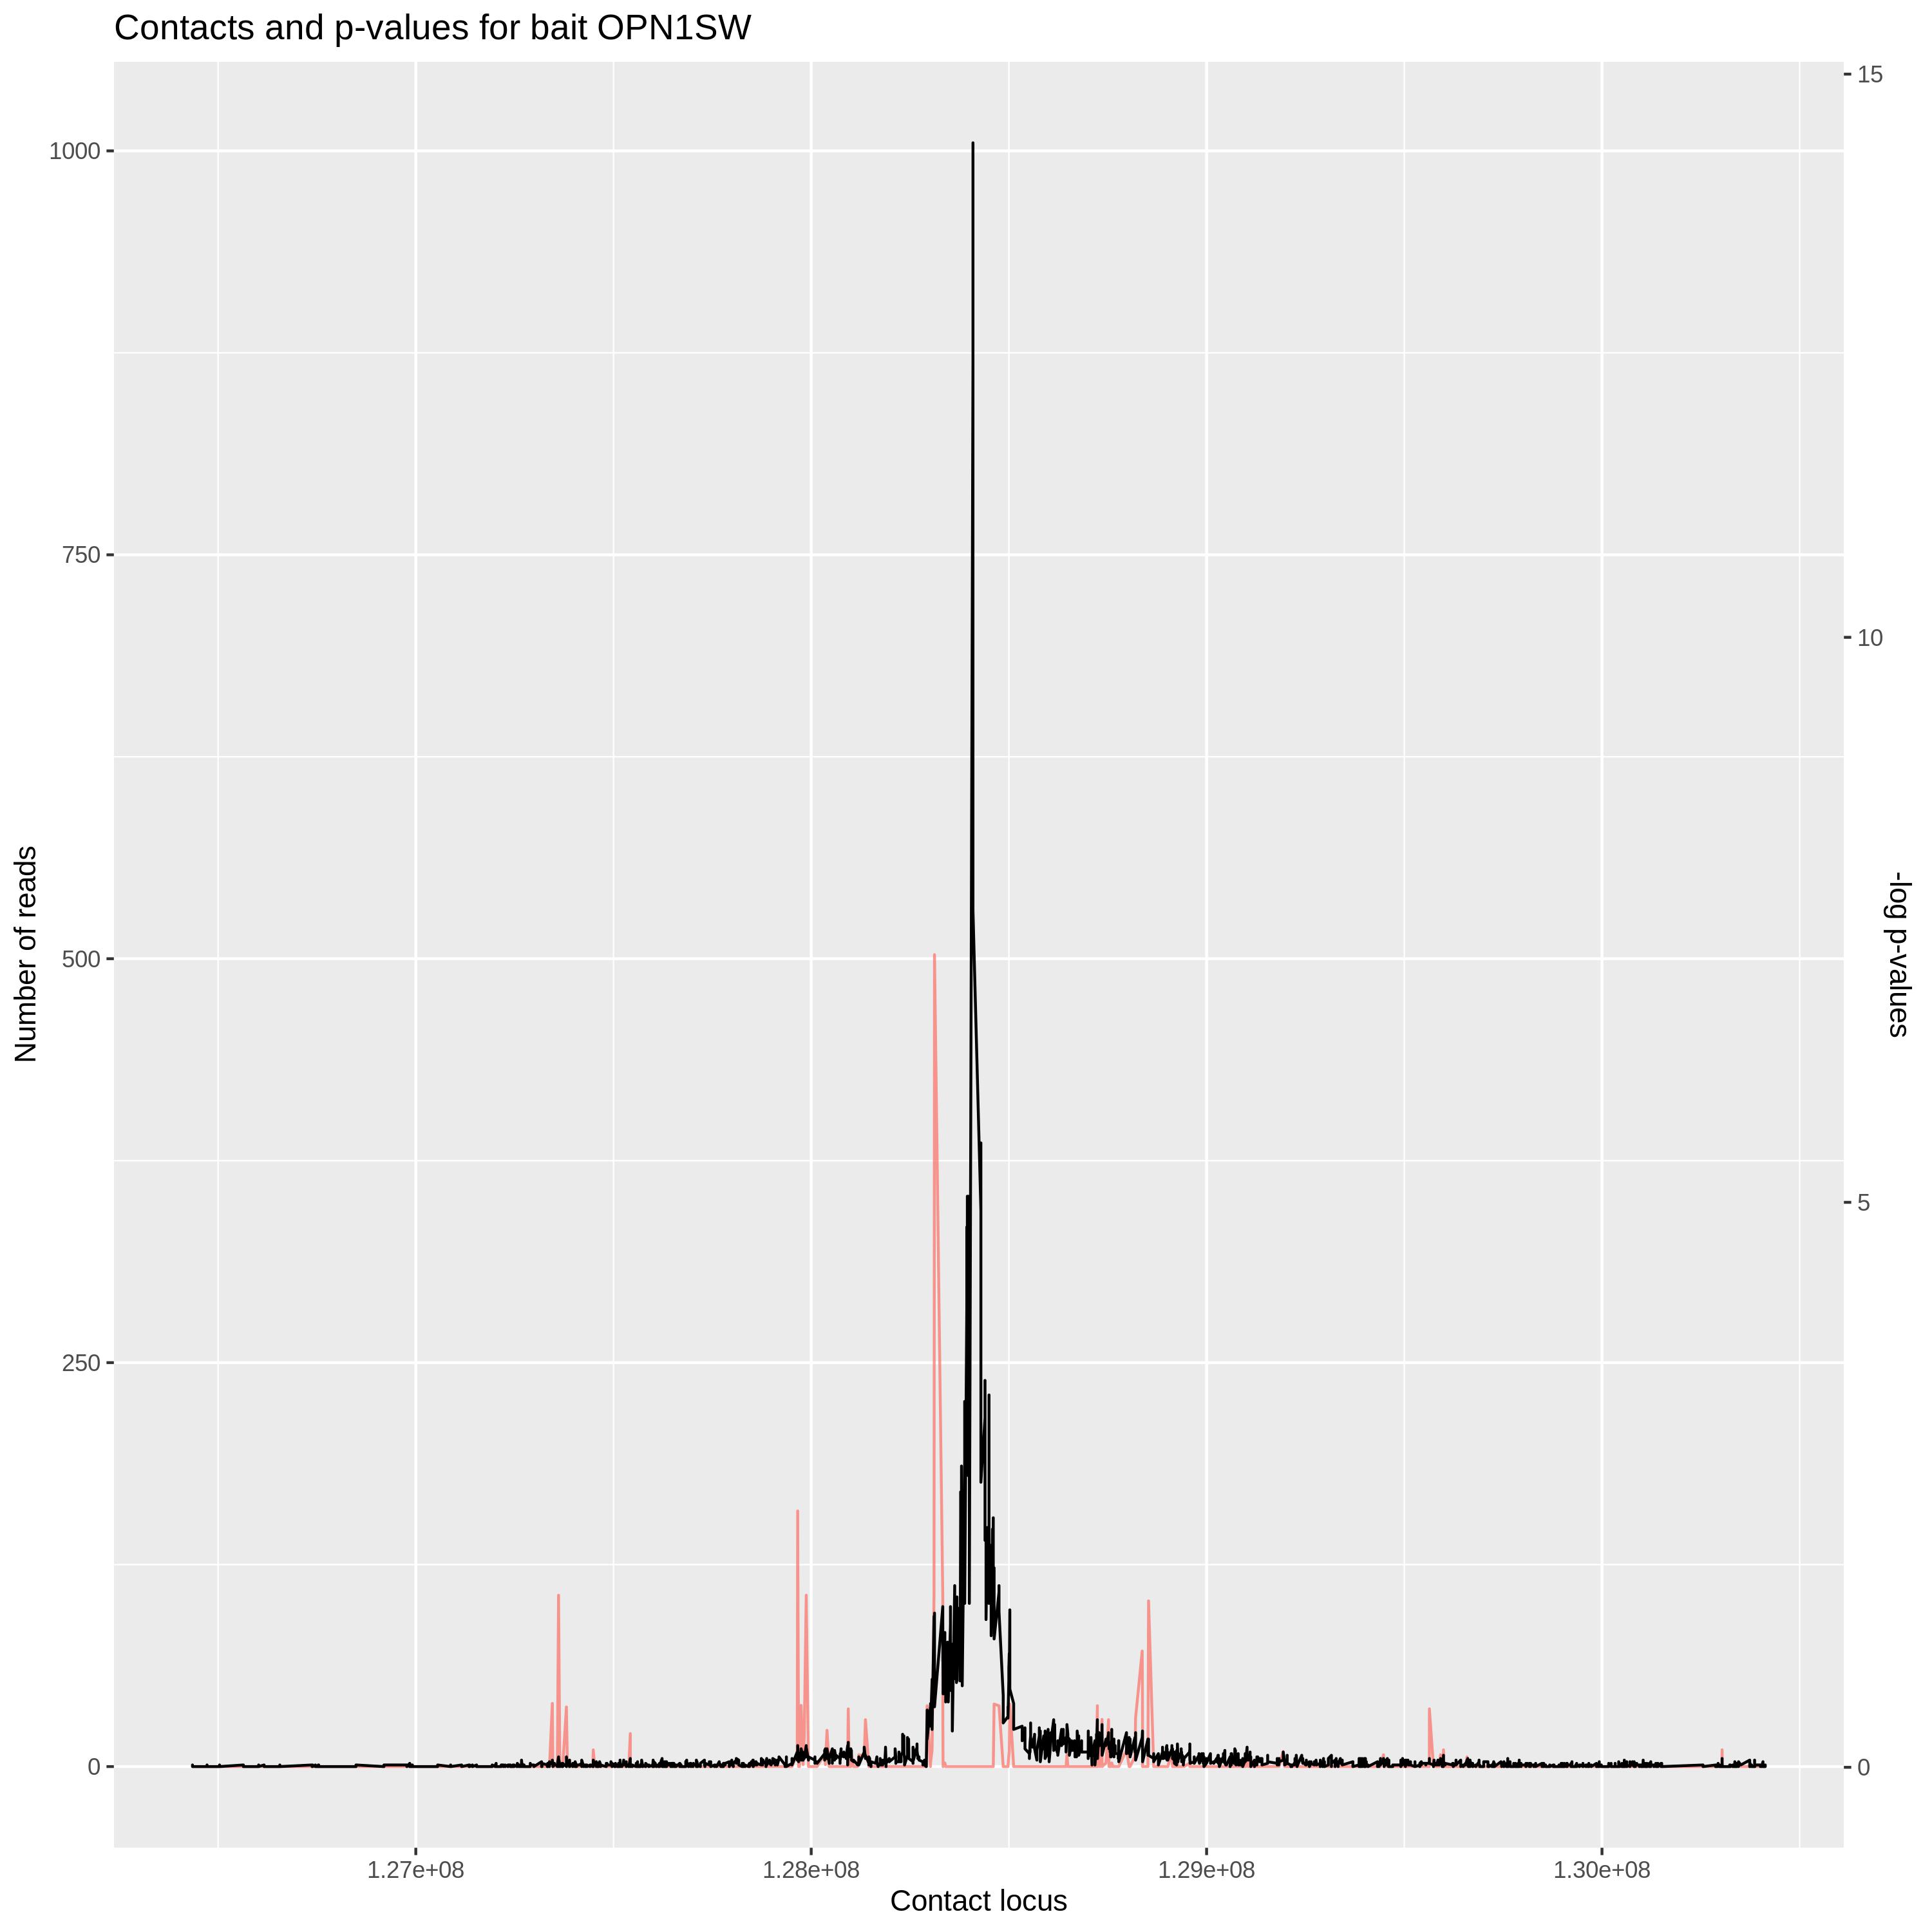 Contacts and p-values for bait OPN1SW
1000
750
500
250
0
Number of reads
15
10
5
0
-log p-values
1.27e+08
1.28e+08
1.29e+08
1.30e+08
Contact locus